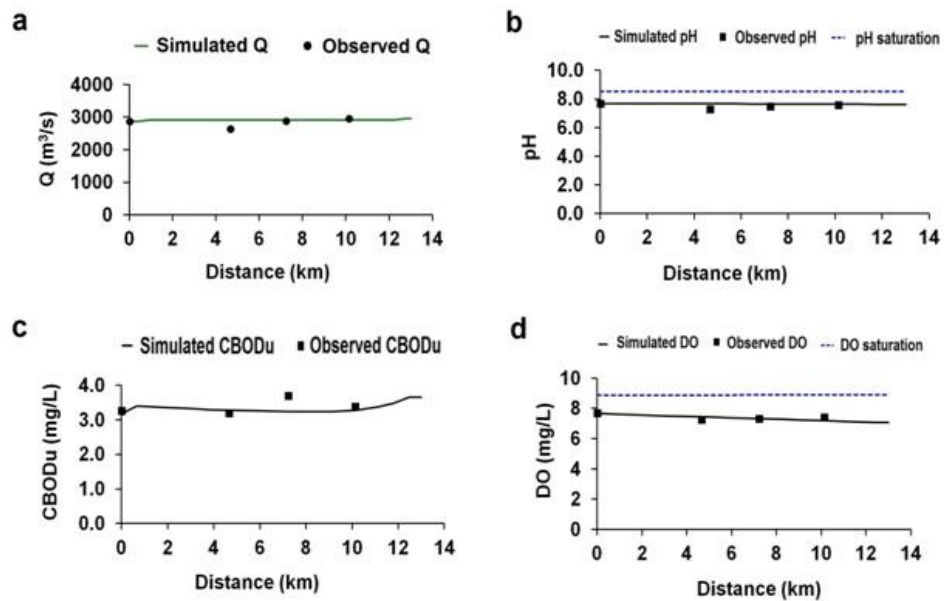 a
Simulated Q Observed Q
4000
3000
2000
1000
0
Q (m³/s)
0 2 4 6 8 10 12 14
Distance (km)
b
Simulated pH Observed pH pH saturation
10.0
8.0
6.0
4.0
2.0
0.0
pH
0 2 4 6 8 10 12 14
Distance (km)
c
Simulated CBODu Observed CBODu
4.0
3.0
2.0
1.0
0.0
CBODu (mg/L)
0 2 4 6 8 10 12 14
Distance (km)
d
Simulated DO Observed DO DO saturation
10
8
6
4
2
0
DO (mg/L)
0 2 4 6 8 10 12 14
Distance (km)